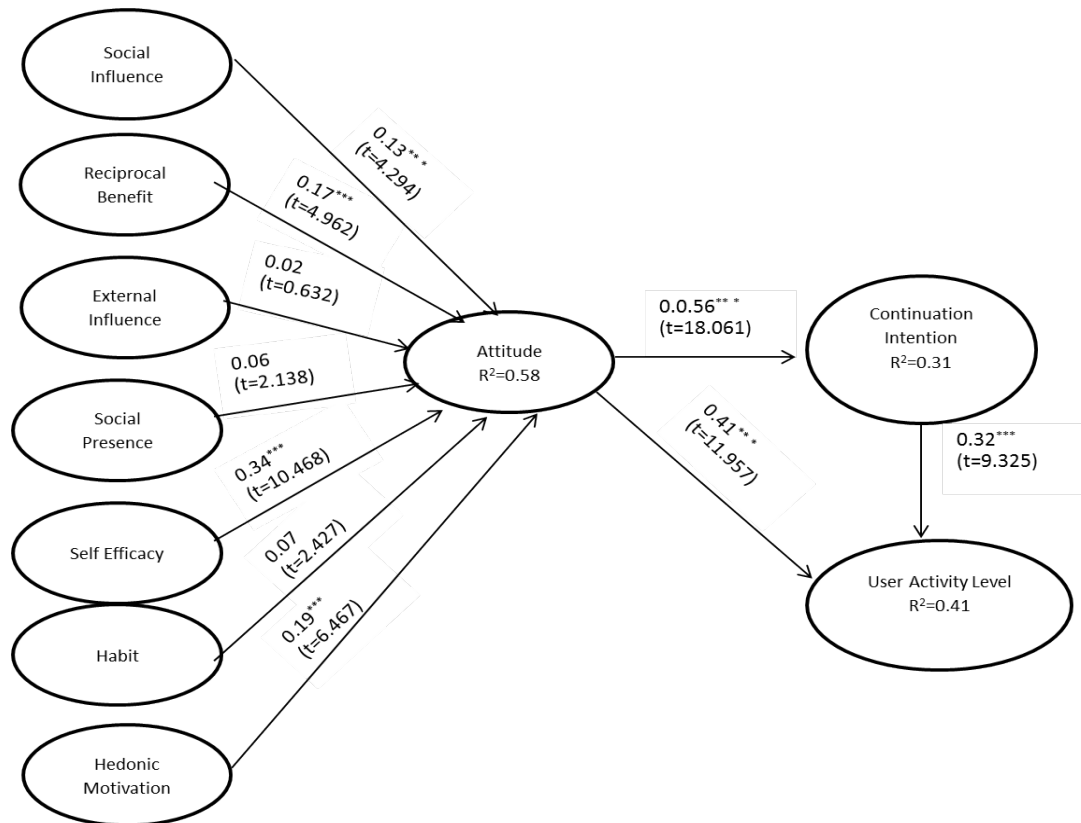 Social
Influence
0.13***
(t=4.294)
Reciprocal
Benefit
0.17***
(t=4.962)
External
Influence
0.02
(t=0.632)
Social
Presence
0.06
(t=2.138)
Self Efficacy
0.34***
(t=10.468)
Habit
0.07
(t=2.427)
Hedonic
Motivation
0.19***
(t=6.467)
Attitude
R²=0.58
0.0.56***
(t=18.061)
0.41***
(t=11.957)
Continuation
Intention
R²=0.31
0.32***
(t=9.325)
User Activity Level
R²=0.41